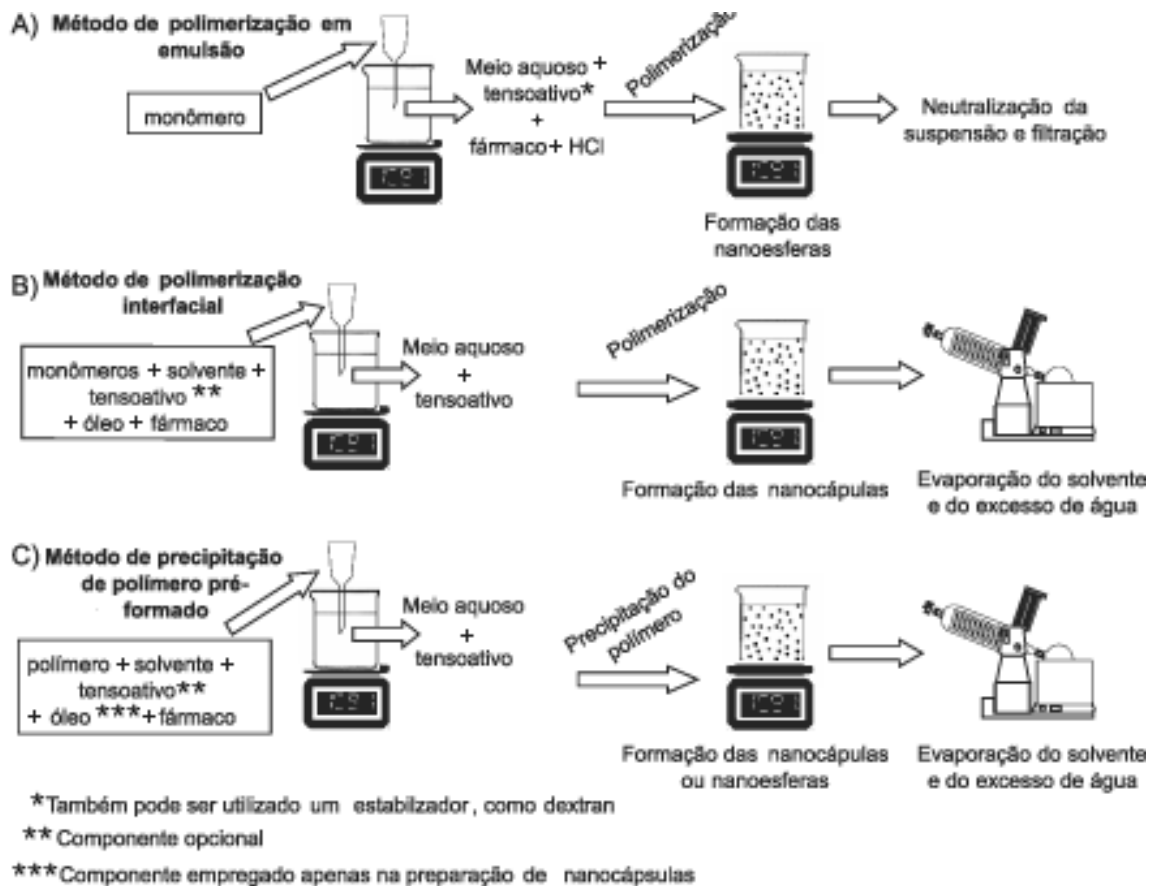 A) Método de polimerização em
emulsão
monômero
Meio aquoso +
tensoativo*
+
fármaco + HCl
Polimerização
Formação das
nanoesferas
Neutralização da
suspensão e filtração
B) Método de polimerização
interfacial
monômeros + solvente +
tensoativo **
+ óleo + fármaco
Meio aquoso
+
tensoativo
Polimerização
Formação das nanocápulas
Evaporação do solvente
e do excesso de água
C) Método de precipitação
de polímero pré-
formado
polímero + solvente +
tensoativo**
+ óleo ***+fármaco
Meio aquoso
+
tensoativo
Precipitação do
polímero
Formação das nanocápulas
ou nanoesferas
Evaporação do solvente
e do excesso de água
*Também pode ser utilizado um estabilzador, como dextran
** Componente opcional
***Componente empregado apenas na preparação de nanocápsulas